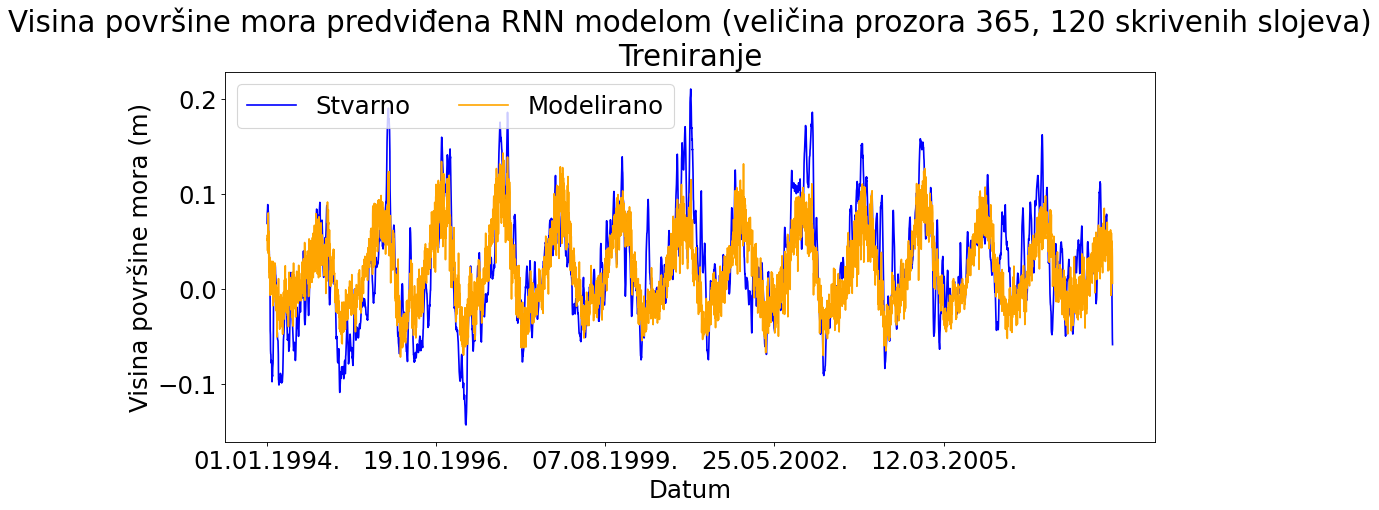 Visina površine mora predviđena RNN modelom (veličina prozora 365, 120 skrivenih slojeva)
Treniranje
Stvarno Modelirano
Visina površine mora (m)
0.2
0.1
0.0
−0.1
01.01.1994. 19.10.1996. 07.08.1999. 25.05.2002. 12.03.2005.
Datum